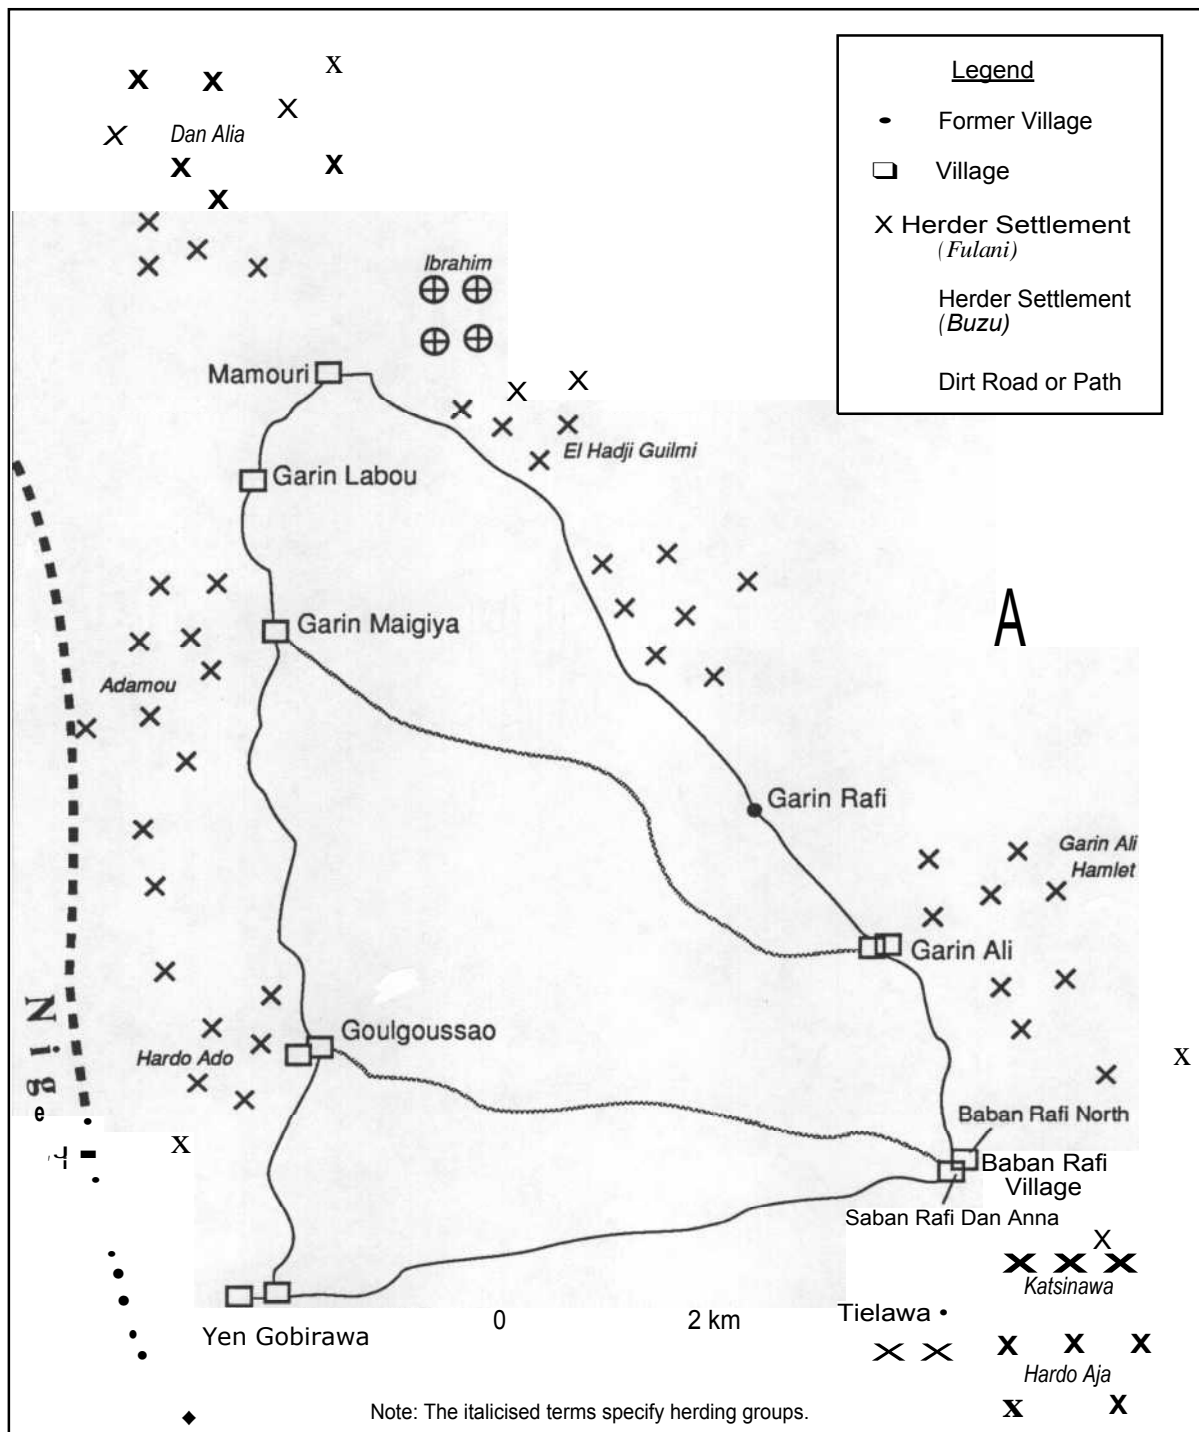 Legend
Former Village
Village
X Herder Settlement
(Fulani)
Herder Settlement
(Buzu)
Dirt Road or Path
Dan Alia
Ibrahim
Mamouri
El Hadji Guilmi
Garin Labou
Garin Maigiya
A
Adamou
Garin Rafi
Garin Ali
Hamlet
Garin Ali
Niger
Goulgoussao
Hardo Ado
Baban Rafi North
Baban Rafi
Village
Saban Rafi Dan Anna
Katsinawa
Tielawa
0 2 km
Yen Gobirawa
Hardo Aja
Note: The italicised terms specify herding groups.